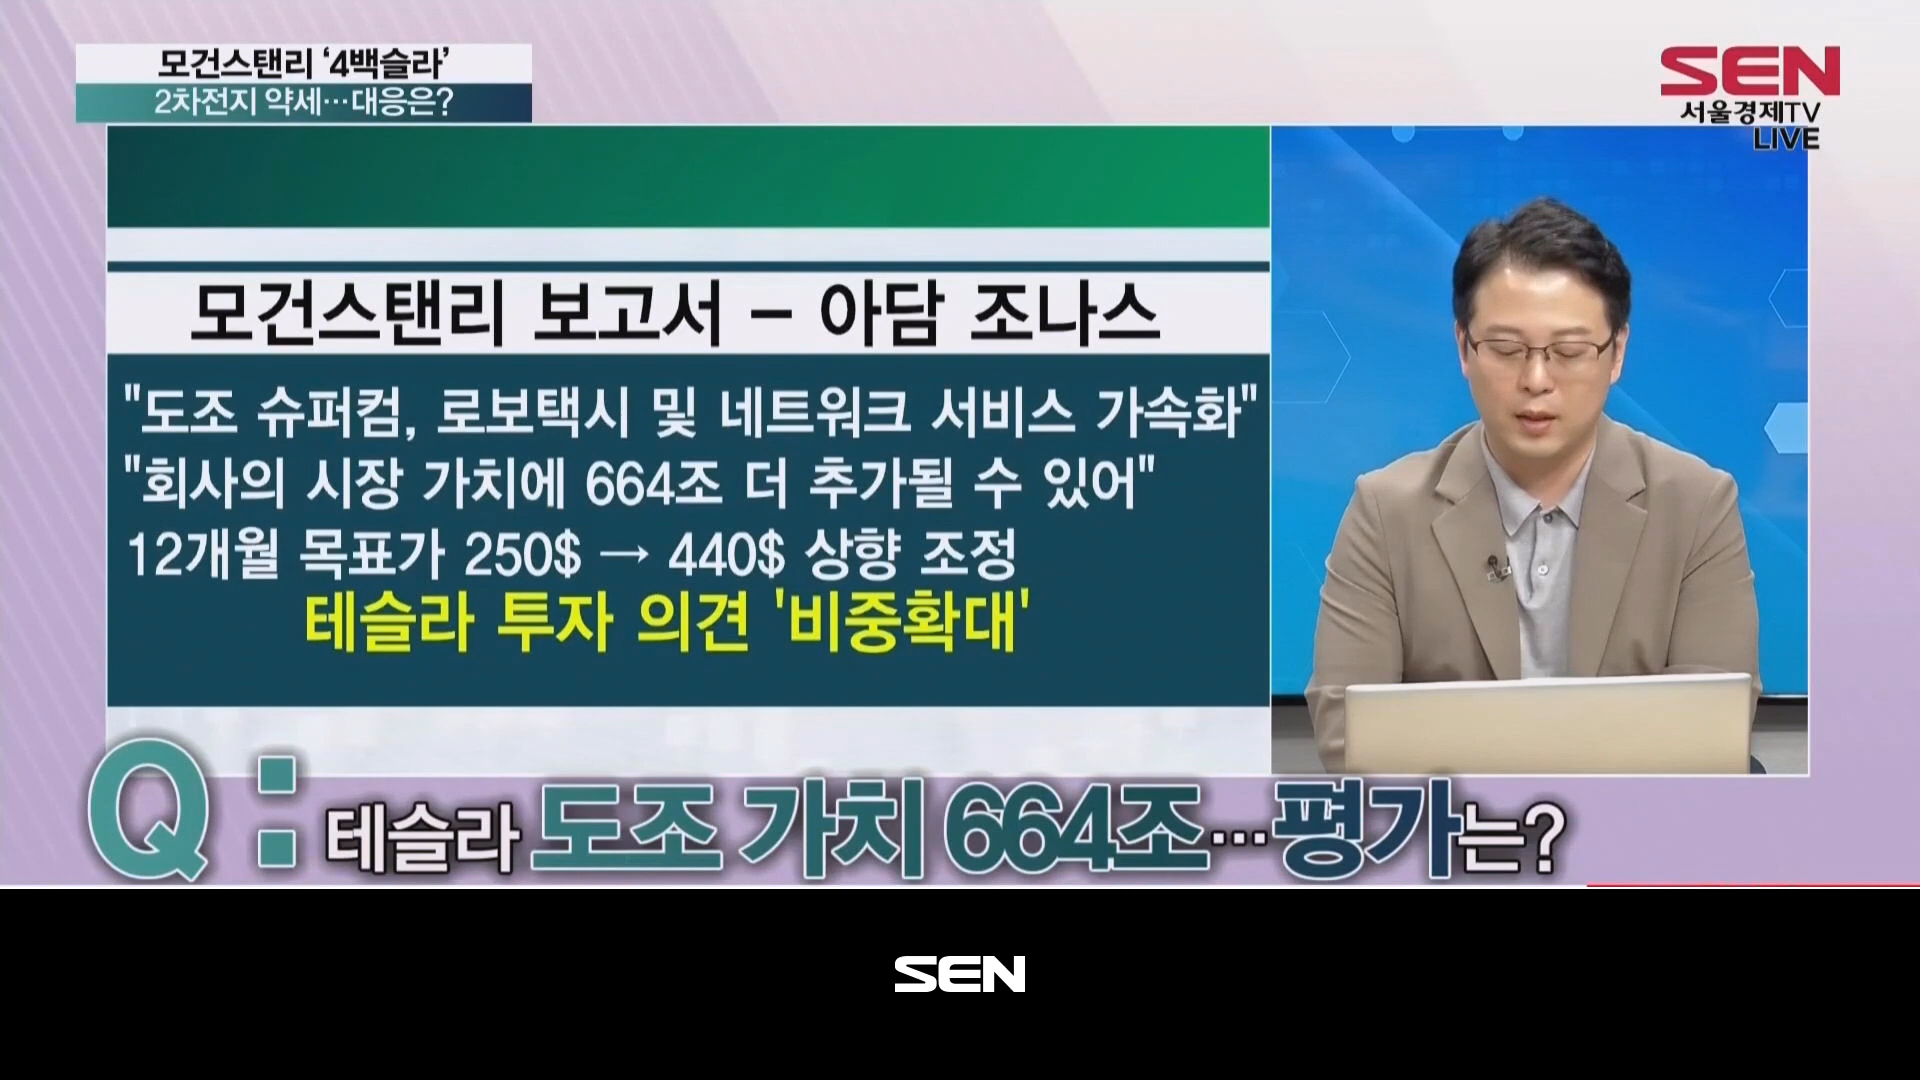 모건스탠리 '4백슬라'
2차전지 약세…대응은?
SEN
서울경제TV
LIVE
모건스탠리 보고서 – 아담 조나스
"도조 슈퍼컴, 로보택시 및 네트워크 서비스 가속화"
"회사의 시장 가치에 664조 더 추가될 수 있어"
12개월 목표가 250$ → 440$ 상향 조정
테슬라 투자 의견 '비중확대'
Q : 테슬라 도조 가치 664조…평가는?
SEN